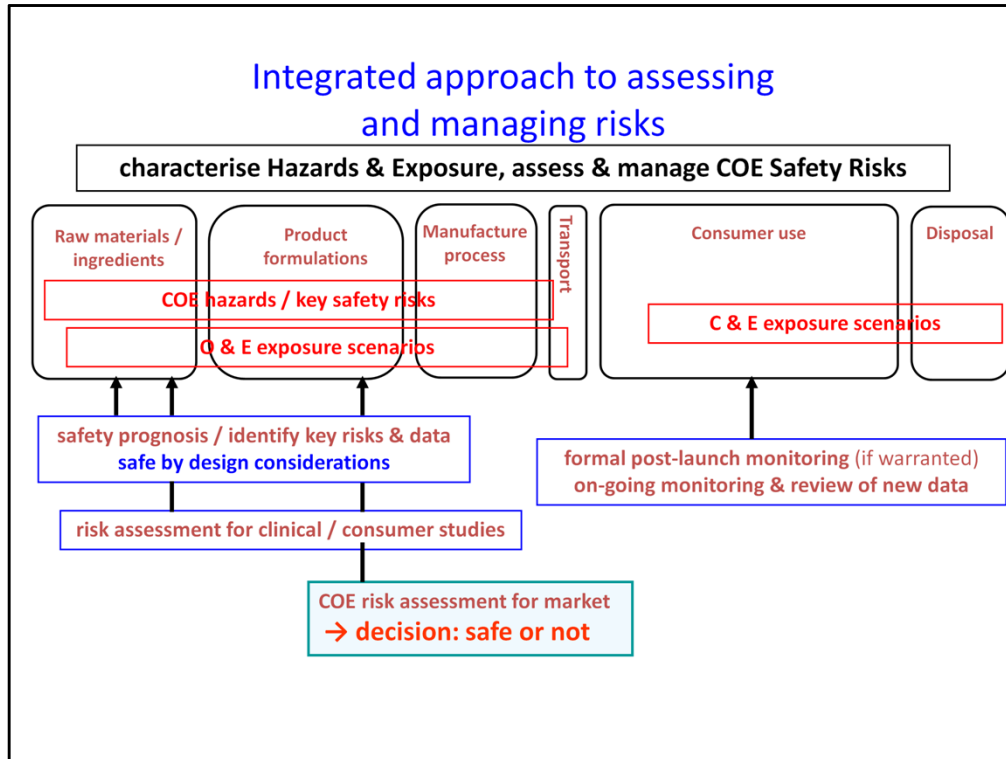 Integrated approach to assessing
and managing risks
characterise Hazards & Exposure, assess & manage COE Safety Risks
Raw materials /
ingredients
Product
formulations
Manufacture
process
Transport
Consumer use
Disposal
COE hazards / key safety risks
O & E exposure scenarios
C & E exposure scenarios
safety prognosis / identify key risks & data
safe by design considerations
formal post-launch monitoring (if warranted)
on-going monitoring & review of new data
risk assessment for clinical / consumer studies
COE risk assessment for market
→ decision: safe or not